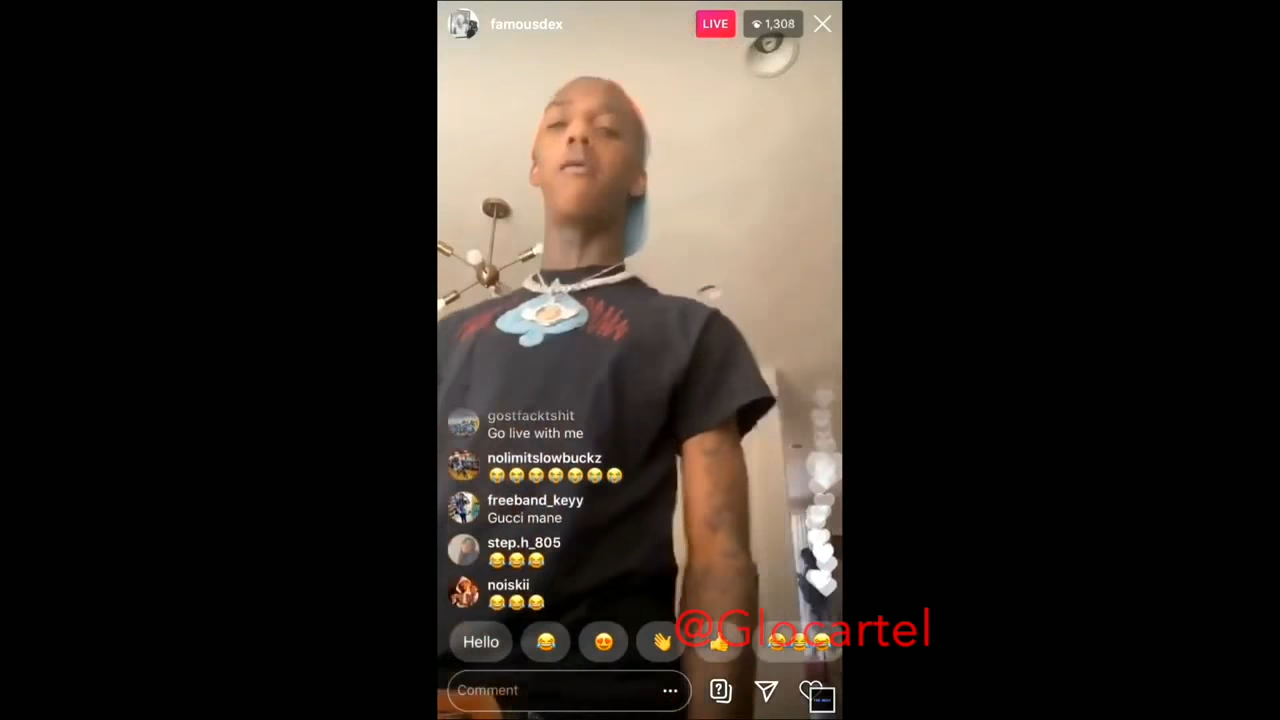 famousdex
LIVE
1,308
gostfacktshit
Go live with me
nolimitslowbuckz
😭😭😭😭😭😭😭
freeband_keyy
Gucci mane
step.h_805
😂😂😂
noiskii
😂😂😂
Hello
@Glocartel
Comment